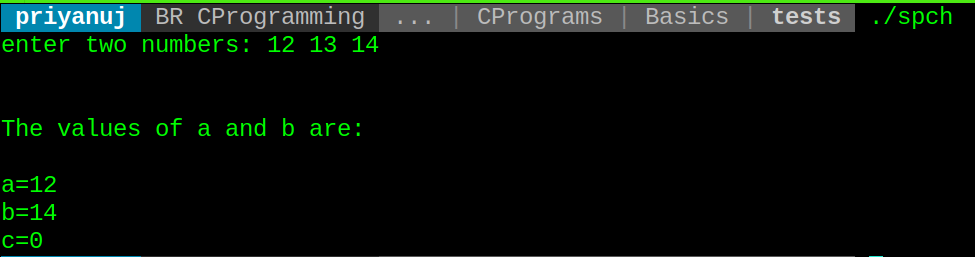 priyanuj BR CProgramming ... | CPrograms | Basics | tests ./spch
enter two numbers: 12 13 14
The values of a and b are:
a=12
b=14
c=0